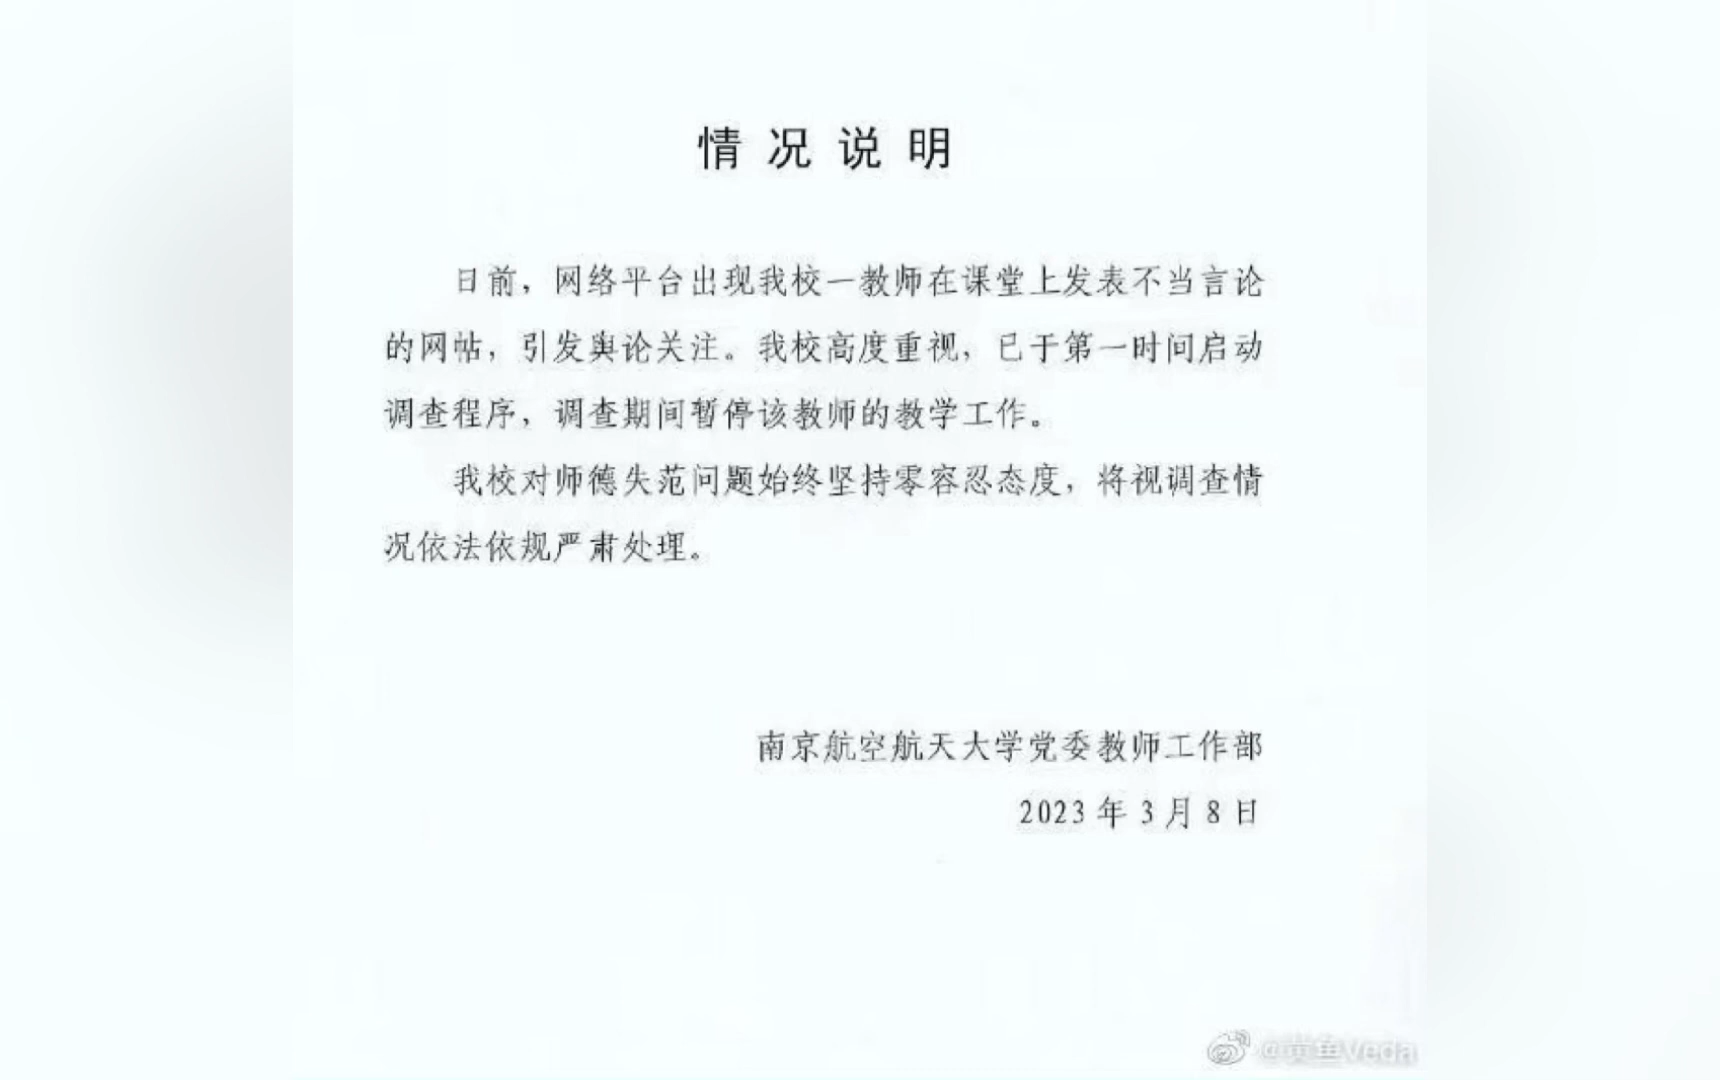 情况说明
日前，网络平台出现我校一教师在课堂上发表不当言论
的网帖，引发舆论关注。我校高度重视，已于第一时间启动
调查程序，调查期间暂停该教师的教学工作。
我校对师德失范问题始终坚持零容忍态度，将视调查情
况依法依规严肃处理。
南京航空航天大学党委教师工作部
2023年3月8日
Veda